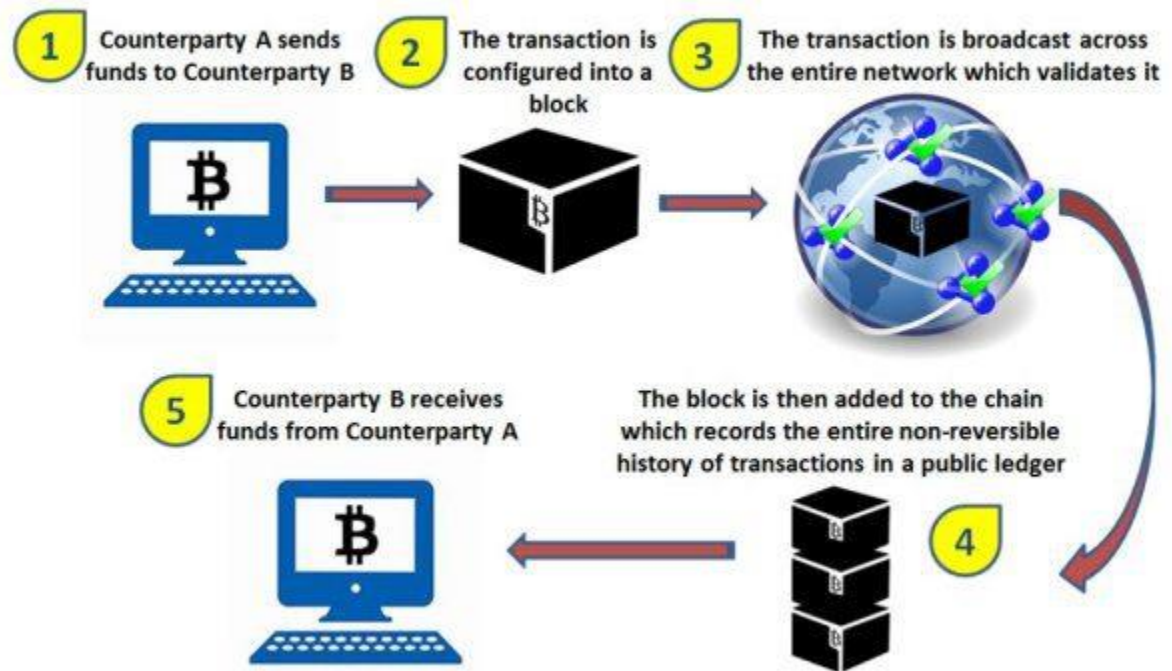 1
Counterparty A sends
funds to Counterparty B
2
The transaction is
configured into a
block
3
The transaction is broadcast across
the entire network which validates it
The block is then added to the chain
which records the entire non-reversible
history of transactions in a public ledger
4
5
Counterparty B receives
funds from Counterparty A